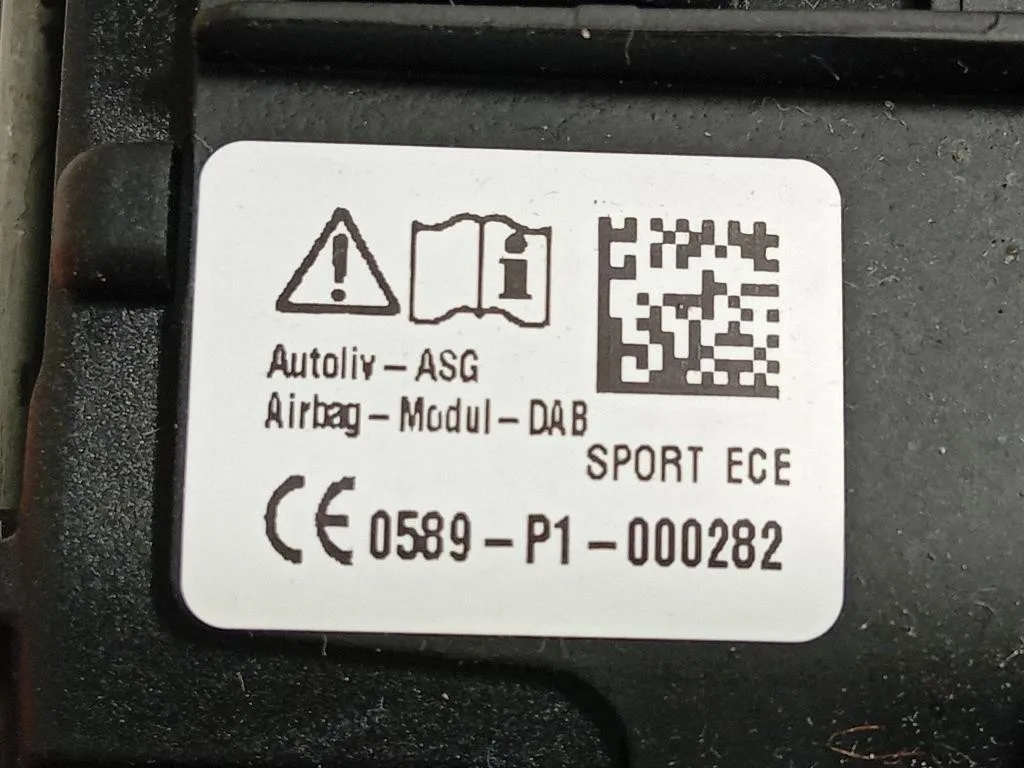 Autoliv-ASG
Airbag-Modul-DAB
SPORT ECE
CE 0589-P1-000282